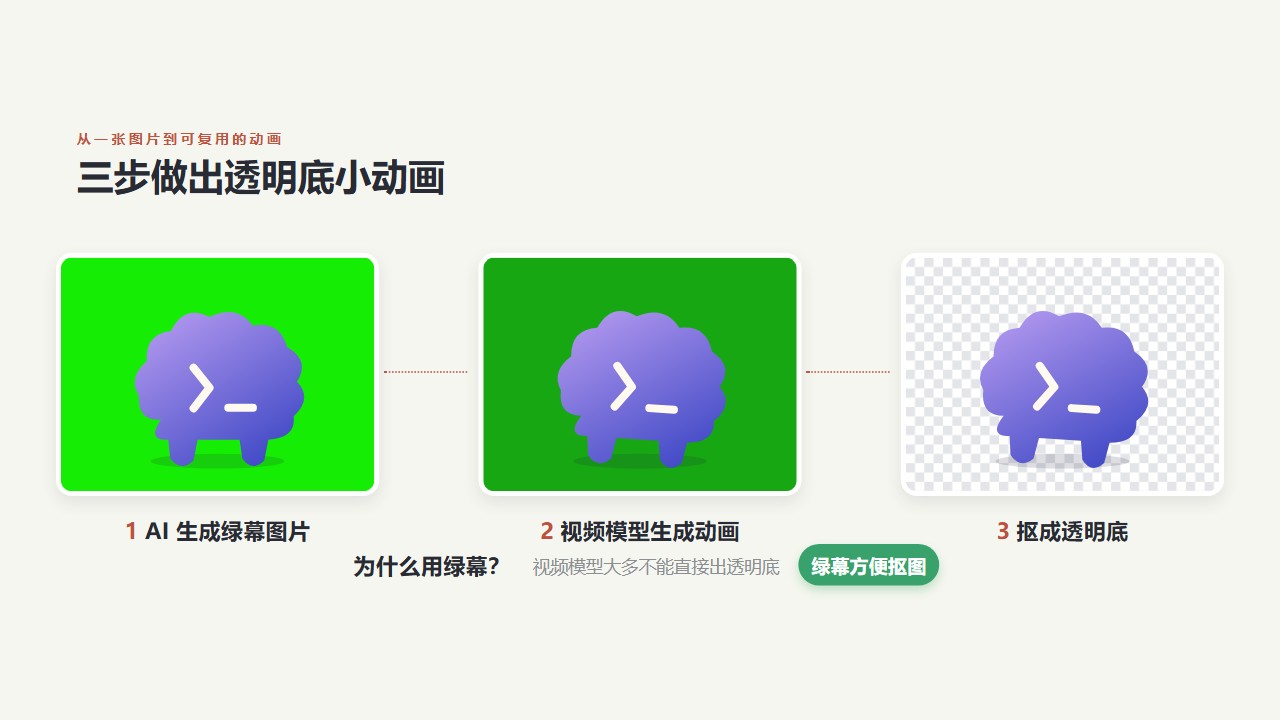 从一张图片到可复用的动画
三步做出透明底小动画
1 AI 生成绿幕图片
2 视频模型生成动画
3 抠成透明底
为什么用绿幕？ 视频模型大多不能直接出透明底 绿幕方便抠图